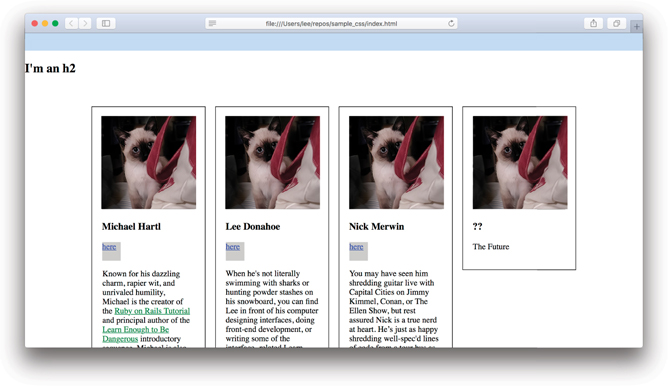 file:///Users/lee/repos/sample_css/index.html
I'm an h2
Michael Hartl
here
Known for his dazzling
charm, rapier wit, and
unrivaled humility,
Michael is the creator of
the Ruby on Rails Tutorial
and principal author of the
Learn Enough to Be
Dangerous introductory
Lee Donahoe
here
When he's not literally
swimming with sharks or
hunting powder stashes on
his snowboard, you can find
Lee in front of his computer
designing interfaces, doing
front-end development, or
writing some of the
Nick Merwin
here
You may have seen him
shredding guitar live with
Capital Cities on Jimmy
Kimmel, Conan, or The
Ellen Show, but rest
assured Nick is a true nerd
at heart. He's just as happy
shredding well-spec'd lines
??
The Future